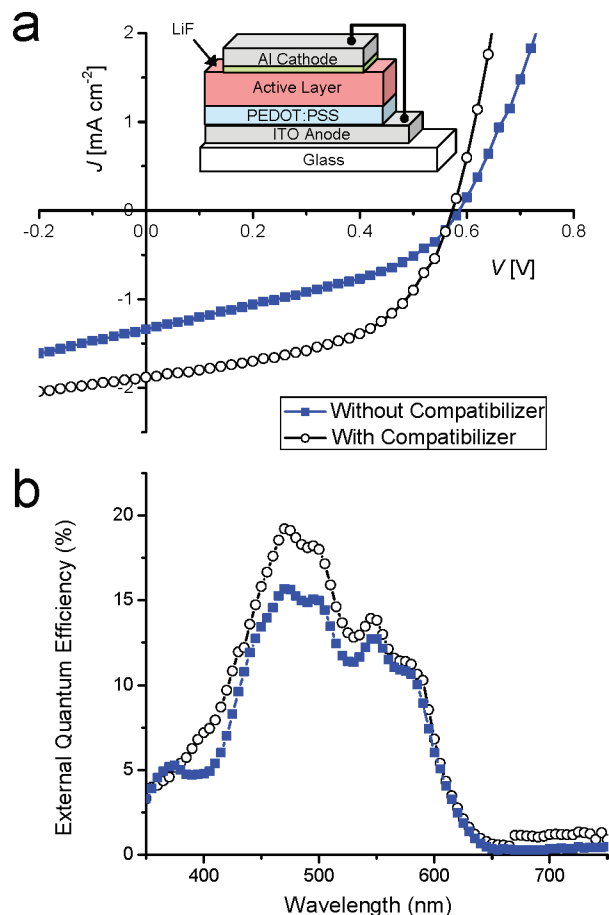 a
LiF
Al Cathode
Active Layer
PEDOT:PSS
ITO Anode
Glass
J [mA cm⁻²]
2
1
0
-1
-2
-0.2
0.0
0.2
0.4
0.6
0.8
V [V]
Without Compatibilizer
With Compatibilizer
b
External Quantum Efficiency (%)
20
15
10
5
0
400
500
600
700
Wavelength (nm)